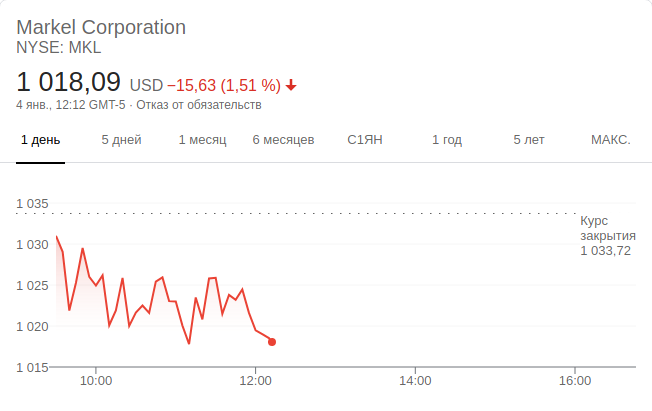 Markel Corporation
NYSE: MKL
1 018,09 USD −15,63 (1,51 %)
4 янв., 12:12 GMT-5 · Отказ от обязательств
1 день 5 дней 1 месяц 6 месяцев С1ЯН 1 год 5 лет МАКС.
1 035
Курс
закрытия
1 033,72
1 030
1 025
1 020
1 015
10:00 12:00 14:00 16:00